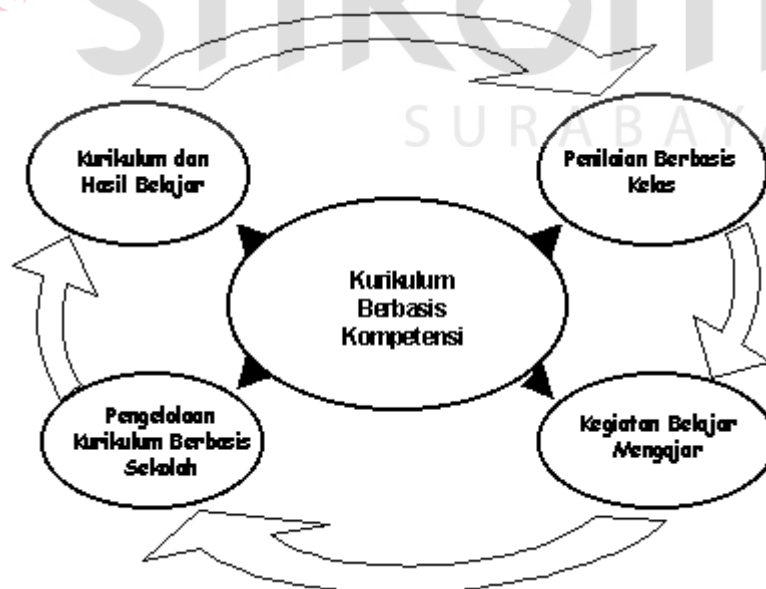 SURABAYA
Kurikulum dan
Hasil Belajar
Penilaian Berbasis
Kelas
Kurikulum
Berbasis
Kompetensi
Pengelolaan
Kurikulum Berbasis
Sekolah
Kegiatan Belajar
Mengajar